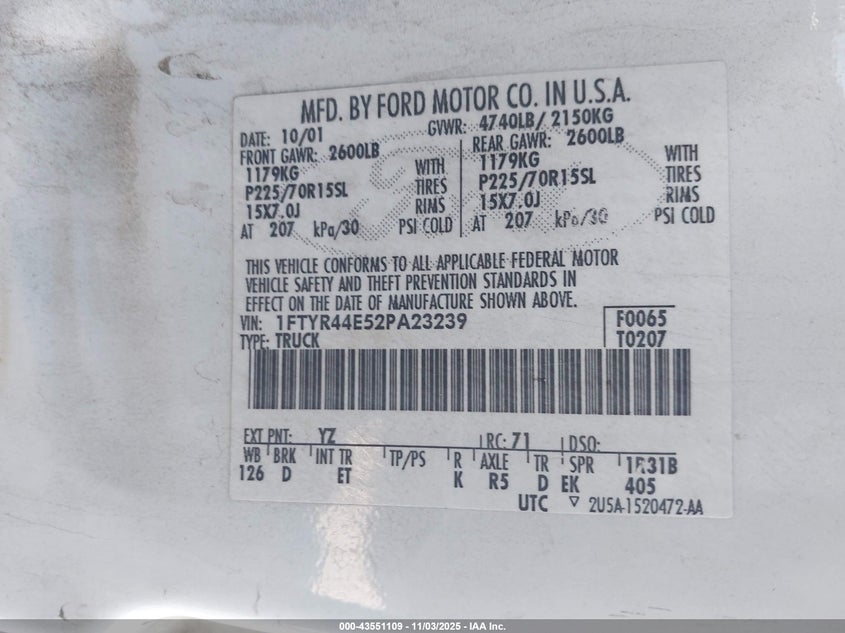 MFD. BY FORD MOTOR CO. IN U.S.A.
DATE: 10/01 GVWR: 4740LB/ 2150KG
FRONT GAWR: 2600LB REAR GAWR: 2600LB
1179KG WITH 1179KG WITH
P225/70R15SL TIRES P225/70R15SL TIRES
15X7.0J RIMS 15X7.0J RIMS
AT 207 kPa/30 PSI COLD AT 207 kPa/30 PSI COLD
THIS VEHICLE CONFORMS TO ALL APPLICABLE FEDERAL MOTOR
VEHICLE SAFETY AND THEFT PREVENTION STANDARDS IN
EFFECT ON THE DATE OF MANUFACTURE SHOWN ABOVE.
VIN: 1FTYR44E52PA23239 F0065
TYPE: TRUCK T0207
EXT PNT: YZ RC: 71 DSO:
WB BRK INT TR TP/PS R AXLE TR SPR 1F31B
126 D ET K R5 D EK 405
UTC ▽ 2U5A-1520472-AA
000-43551109 - 11/03/2025 - IAA Inc.